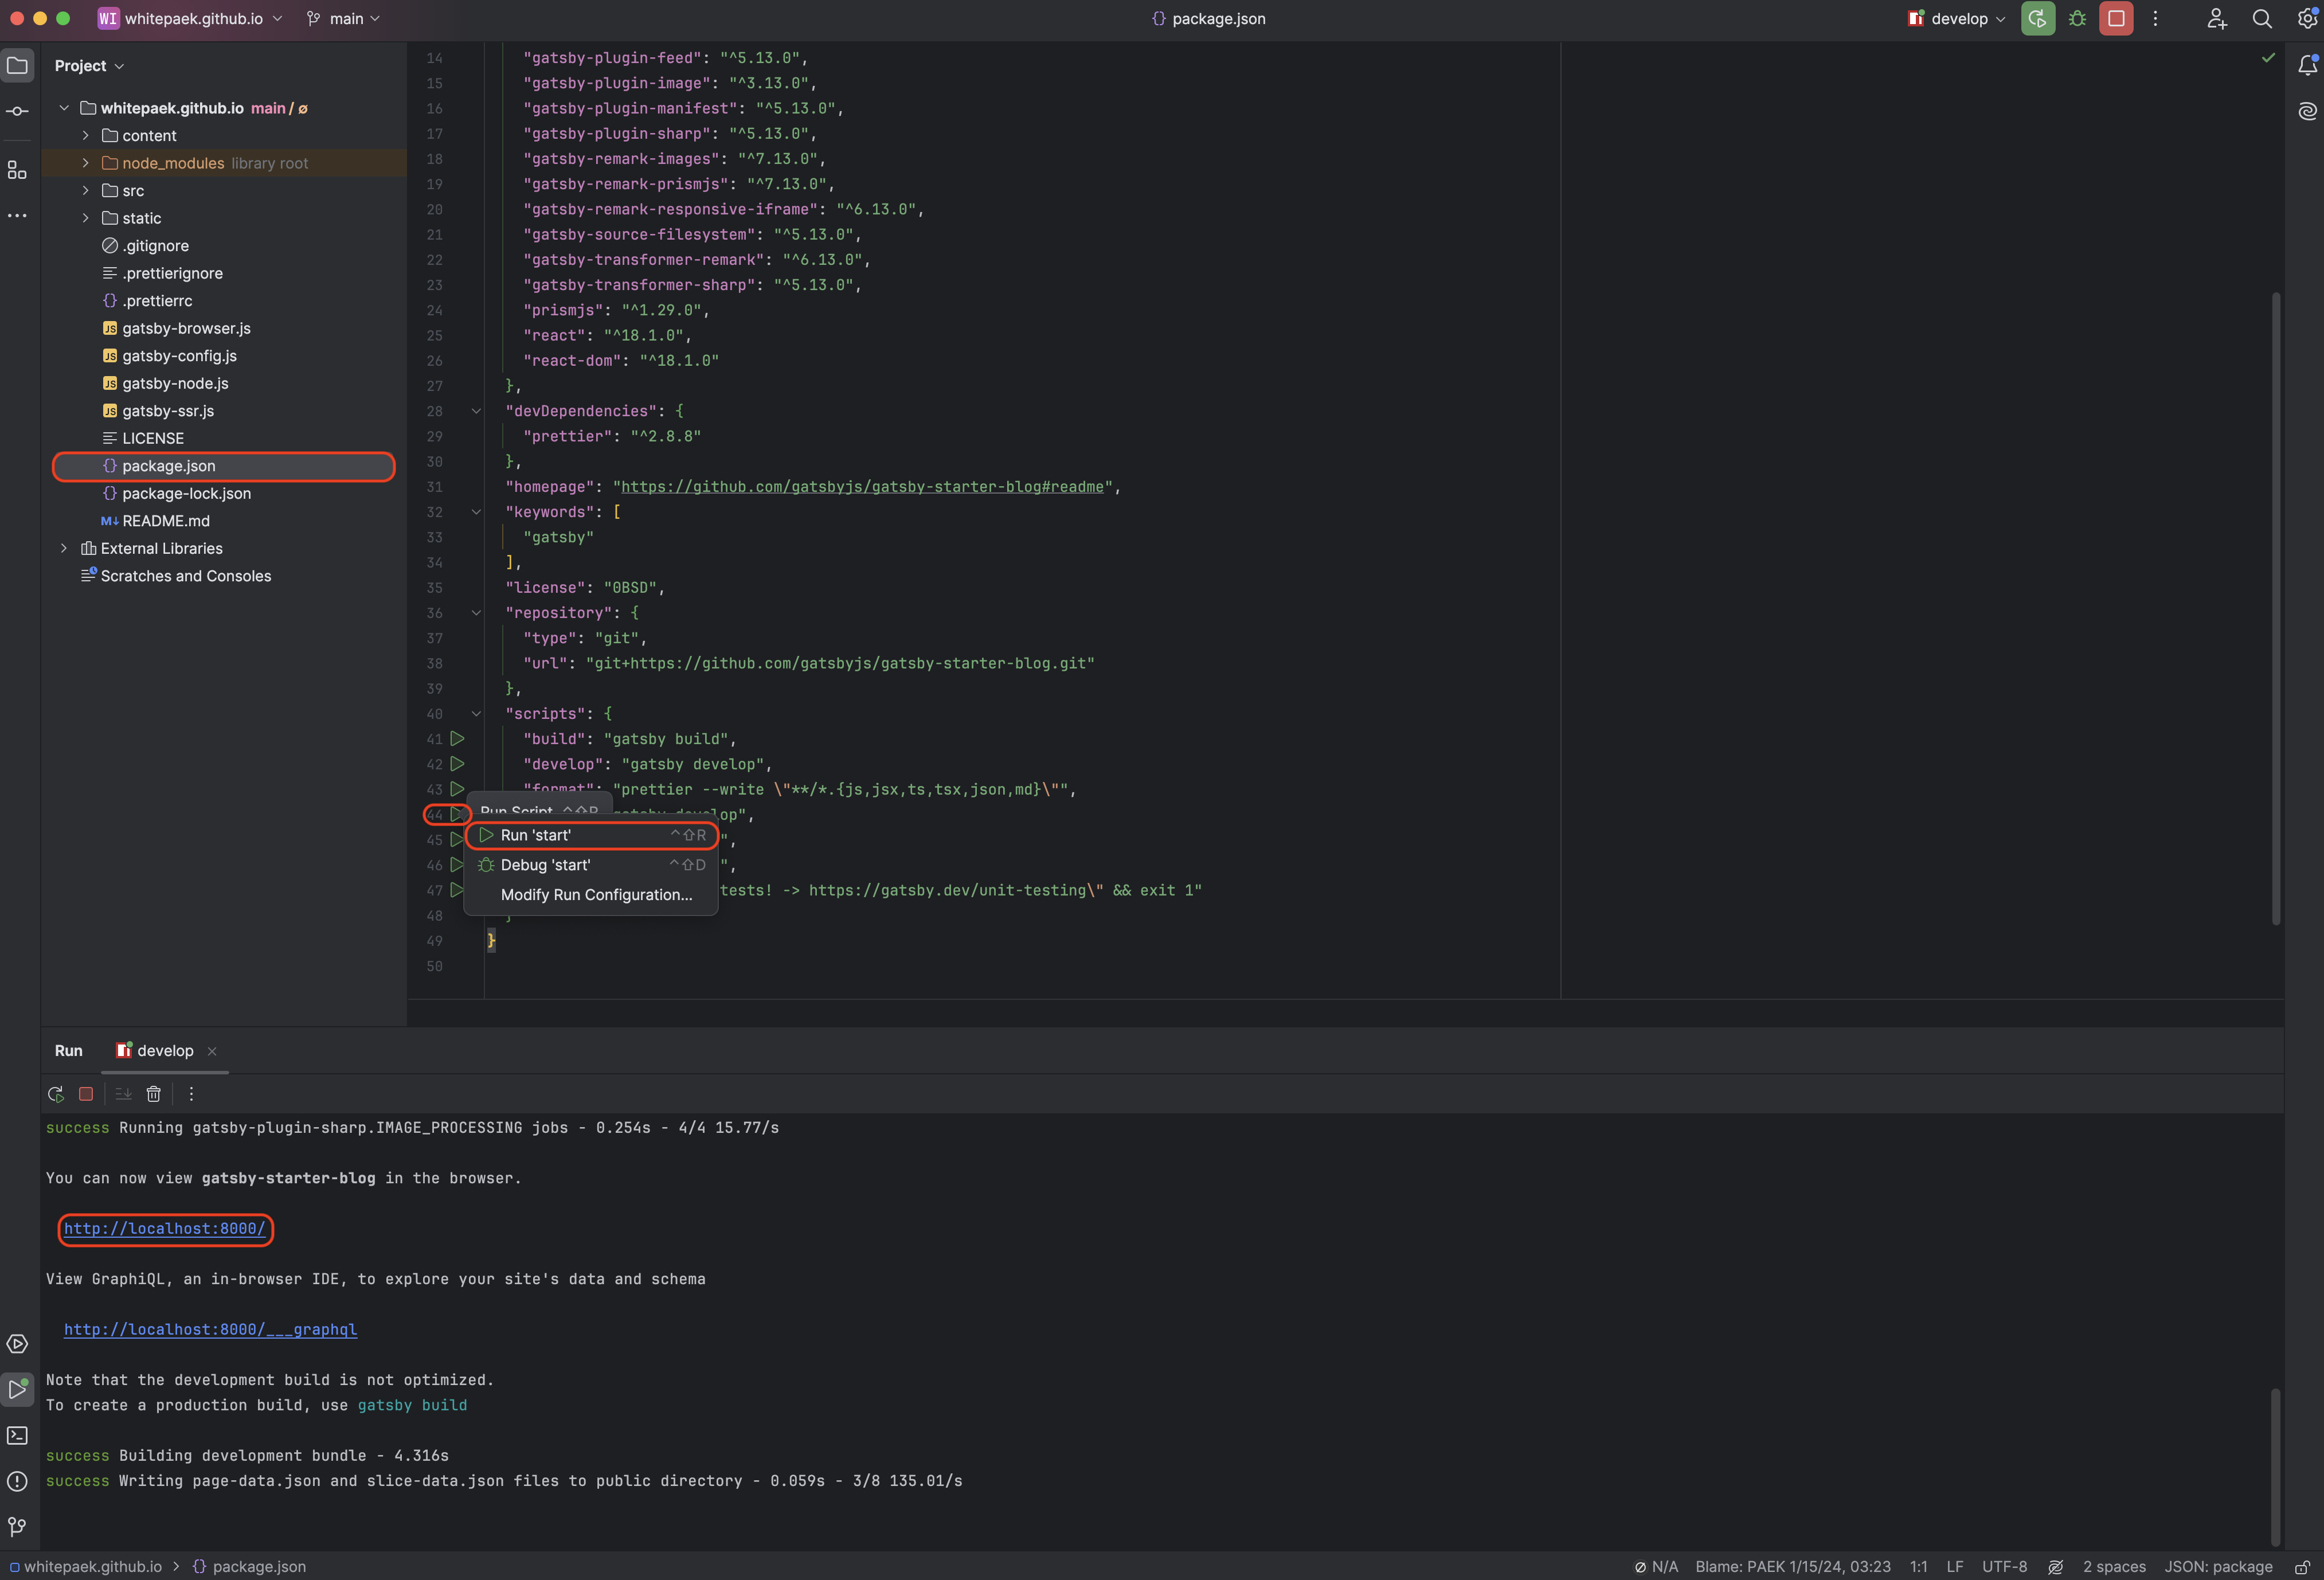 WI whitepaek.github.io main
package.json
develop
Project
whitepaek.github.io main / ∅
content
node_modules library root
src
static
.gitignore
.prettierignore
.prettierrc
JS gatsby-browser.js
JS gatsby-config.js
JS gatsby-node.js
JS gatsby-ssr.js
LICENSE
{} package.json
{} package-lock.json
M↓ README.md
External Libraries
Scratches and Consoles
14 "gatsby-plugin-feed": "^5.13.0",
15 "gatsby-plugin-image": "^3.13.0",
16 "gatsby-plugin-manifest": "^5.13.0",
17 "gatsby-plugin-sharp": "^5.13.0",
18 "gatsby-remark-images": "^7.13.0",
19 "gatsby-remark-prismjs": "^7.13.0",
20 "gatsby-remark-responsive-iframe": "^6.13.0",
21 "gatsby-source-filesystem": "^5.13.0",
22 "gatsby-transformer-remark": "^6.13.0",
23 "gatsby-transformer-sharp": "^5.13.0",
24 "prismjs": "^1.29.0",
25 "react": "^18.1.0",
26 "react-dom": "^18.1.0"
27 },
28 "devDependencies": {
29 "prettier": "^2.8.8"
30 },
31 "homepage": "https://github.com/gatsbyjs/gatsby-starter-blog#readme",
32 "keywords": [
33 "gatsby"
34 ],
35 "license": "0BSD",
36 "repository": {
37 "type": "git",
38 "url": "git+https://github.com/gatsbyjs/gatsby-starter-blog.git"
39 },
40 "scripts": {
41 "build": "gatsby build",
42 "develop": "gatsby develop",
43 "format": "prettier --write \"**/*.{js,jsx,ts,tsx,json,md}\"",
44 Run Script ^⇧R gatsby develop",
45 Run 'start' ^⇧R ",
46 Debug 'start' ^⇧D ",
47 Modify Run Configuration... tests! -> https://gatsby.dev/unit-testing\" && exit 1"
48 }
49 }
50
Run develop
success Running gatsby-plugin-sharp.IMAGE_PROCESSING jobs - 0.254s - 4/4 15.77/s
You can now view gatsby-starter-blog in the browser.
http://localhost:8000/
View GraphiQL, an in-browser IDE, to explore your site's data and schema
http://localhost:8000/___graphql
Note that the development build is not optimized.
To create a production build, use gatsby build
success Building development bundle - 4.316s
success Writing page-data.json and slice-data.json files to public directory - 0.059s - 3/8 135.01/s
whitepaek.github.io > {} package.json
N/A Blame: PAEK 1/15/24, 03:23 1:1 LF UTF-8 2 spaces JSON: package